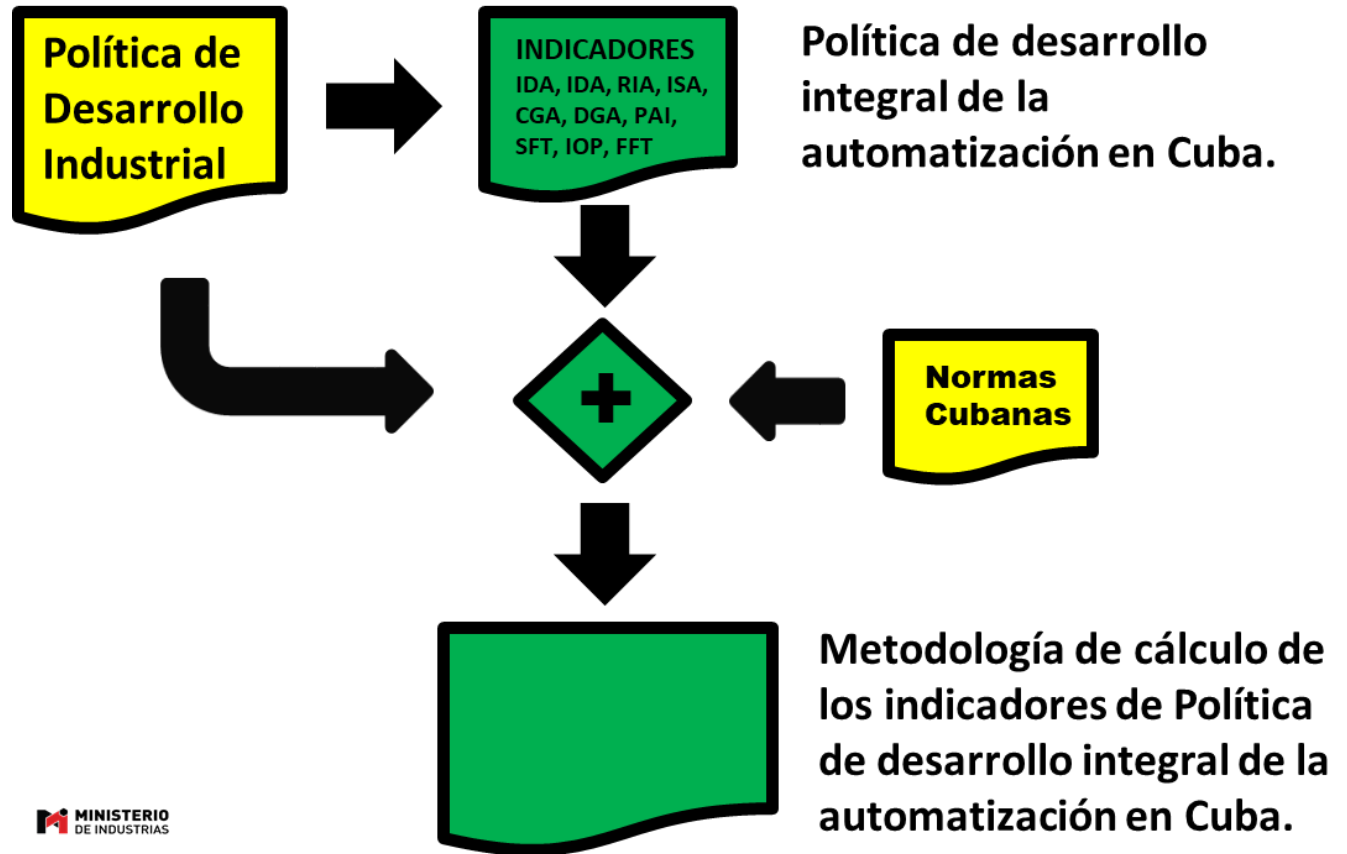 Política de
Desarrollo
Industrial
INDICADORES
IDA, IDA, RIA, ISA,
CGA, DGA, PAI,
SFT, IOP, FFT
Política de desarrollo
integral de la
automatización en Cuba.
Normas
Cubanas
Metodología de cálculo de
los indicadores de Política
de desarrollo integral de la
automatización en Cuba.
MINISTERIO
DE INDUSTRIAS